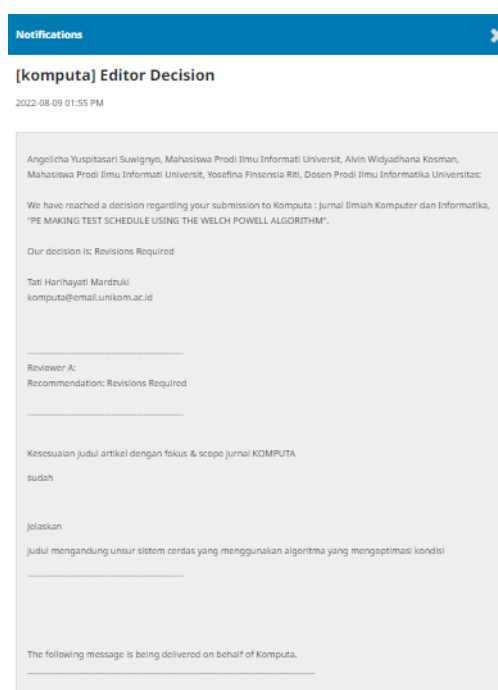 Notifications
[komputa] Editor Decision
2022-08-09 01:55 PM
Angelicha Yuspitasari Suwignyo, Mahasiswa Prodi Ilmu Informati Universit, Alvin Widyadhana Kosman,
Mahasiswa Prodi Ilmu Informati Universit, Yosefina Finsensia Riti, Dosen Prodi Ilmu Informatika Universitas:
We have reached a decision regarding your submission to Komputa : Jurnal Ilmiah Komputer dan Informatika,
"PE MAKING TEST SCHEDULE USING THE WELCH POWELL ALGORITHM".
Our decision is: Revisions Required
Tati Harihayati Mardzuki
komputa@email.unikom.ac.id
------------------------------------------------------
Reviewer A:
Recommendation: Revisions Required
------------------------------------------------------
Kesesuaian judul artikel dengan fokus & scope jurnal KOMPUTA
sudah
Jelaskan
judul mengandung unsur sistem cerdas yang menggunakan algoritma yang mengoptimasi kondisi
------------------------------------------------------
The following message is being delivered on behalf of Komputa.
________________________________________________________________________